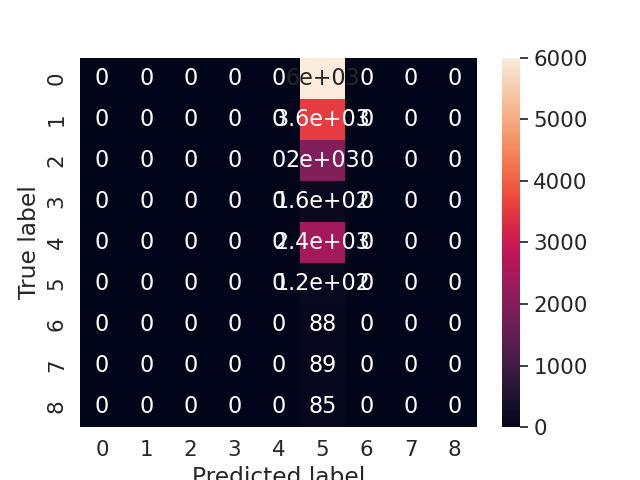 0 0 0 0 0 0 6e+03 0 0 0 6000
1 0 0 0 0 0 3.6e+03 0 0 0 5000
2 0 0 0 0 0 2e+03 0 0 0 4000
3 0 0 0 0 0 1.6e+02 0 0 0
4 0 0 0 0 0 2.4e+03 0 0 0 3000
5 0 0 0 0 0 1.2e+02 0 0 0 2000
6 0 0 0 0 0 88 0 0 0
7 0 0 0 0 0 89 0 0 0 1000
8 0 0 0 0 0 85 0 0 0 0
0 1 2 3 4 5 6 7 8
True label
Predicted label